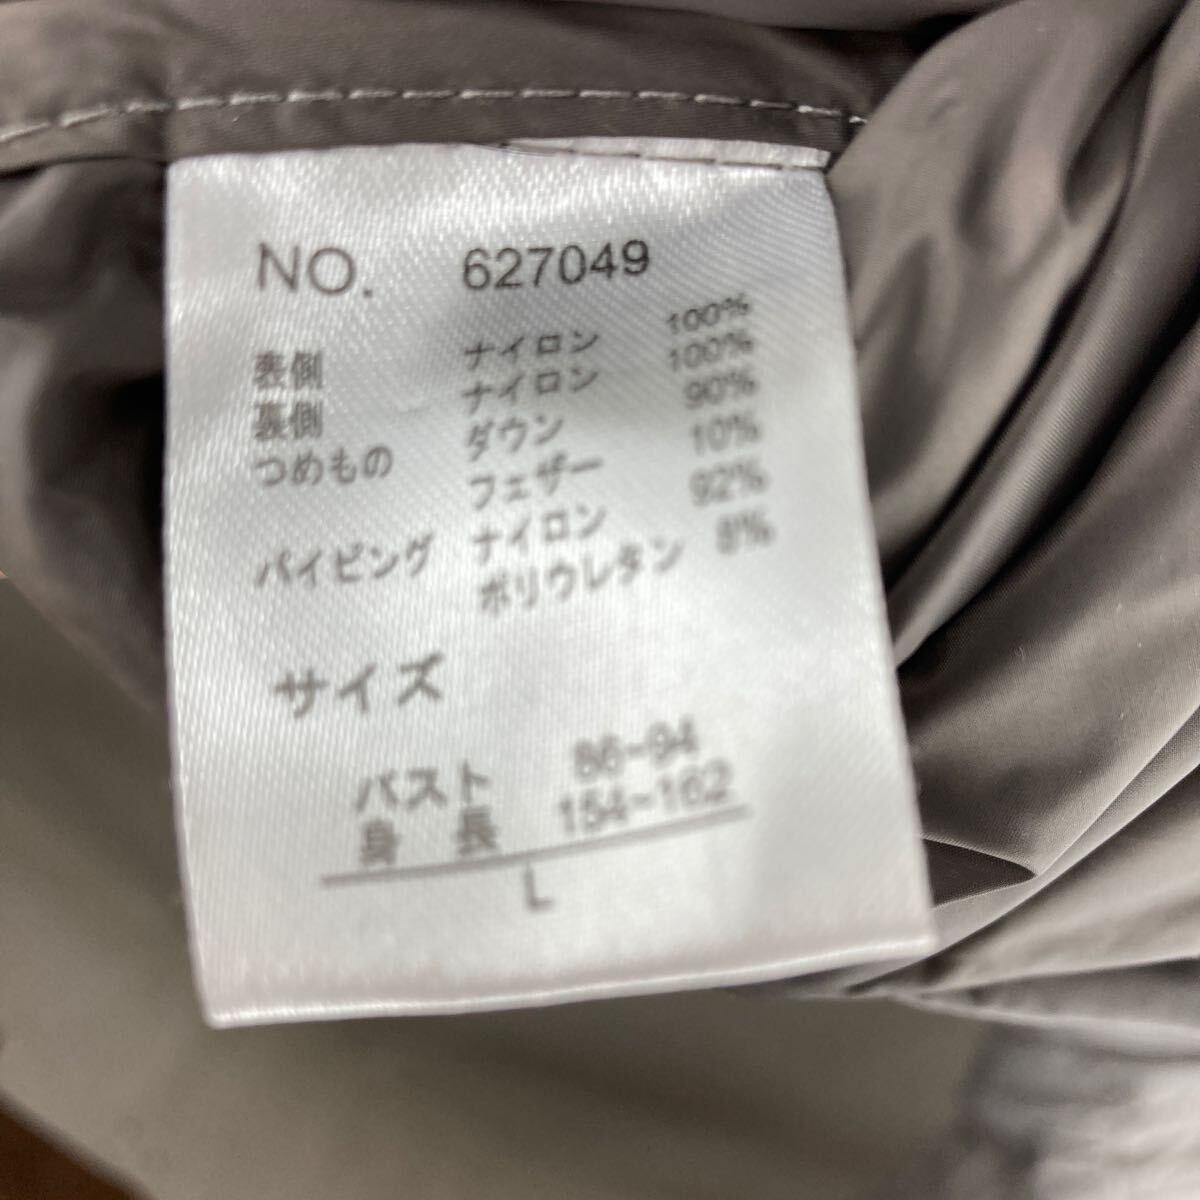 NO. 627049
表側 ナイロン 100%
裏側 ナイロン 100%
つめもの ダウン 90%
フェザー 10%
パイピング ナイロン 92%
ポリウレタン 8%
サイズ
バスト 86-94
身 長 154-162
L